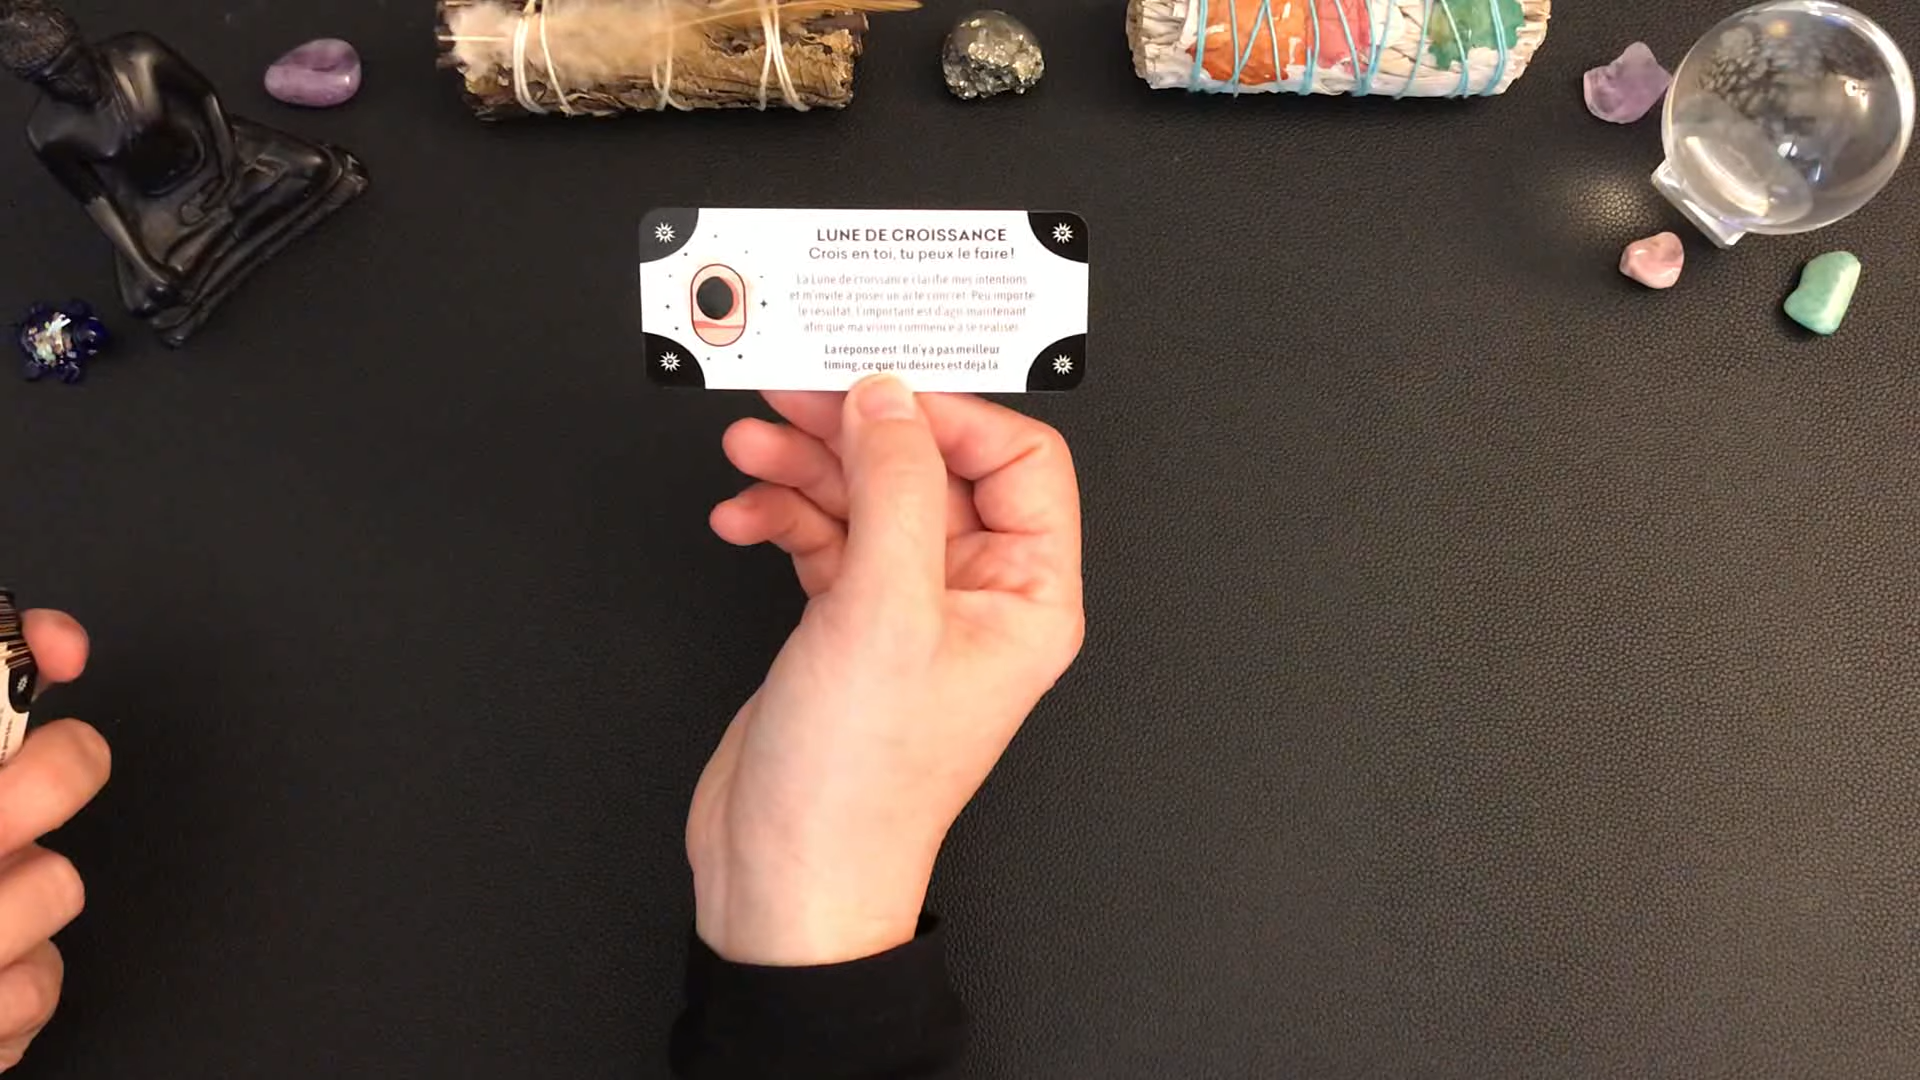 LUNE DE CROISSANCE
Crois en toi, tu peux le faire!
La Lune de croissance clarifie mes intentions
et m'invite à poser un acte concret. Peu importe
le résultat, l'important est d'agir maintenant
afin que ma vision commence à se réaliser.
La réponse est : Il n'y a pas meilleur
timing, ce que tu désires est déjà là